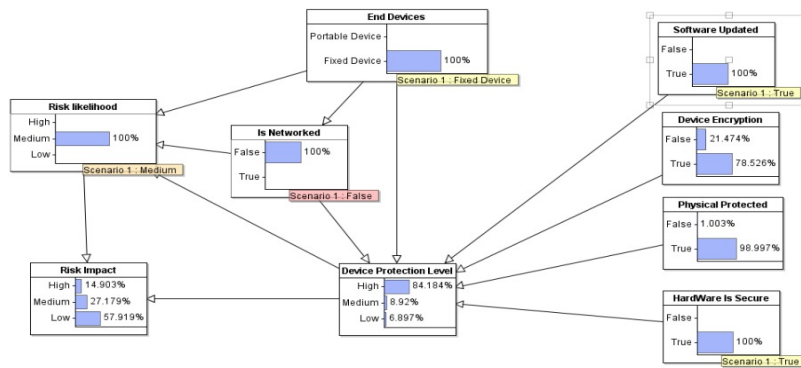 End Devices
Portable Device
Fixed Device 100%
Scenario 1 : Fixed Device
Software Updated
False
True 100%
Scenario 1 : True
Risk likelihood
High
Medium 100%
Low
Scenario 1 : Medium
Is Networked
False 100%
True
Scenario 1 : False
Device Encryption
False 21.474%
True 78.526%
Physical Protected
False 1.003%
True 98.997%
Risk Impact
High 14.903%
Medium 27.179%
Low 57.919%
Device Protection Level
High 84.184%
Medium 8.92%
Low 6.897%
HardWare Is Secure
False
True 100%
Scenario 1 : True